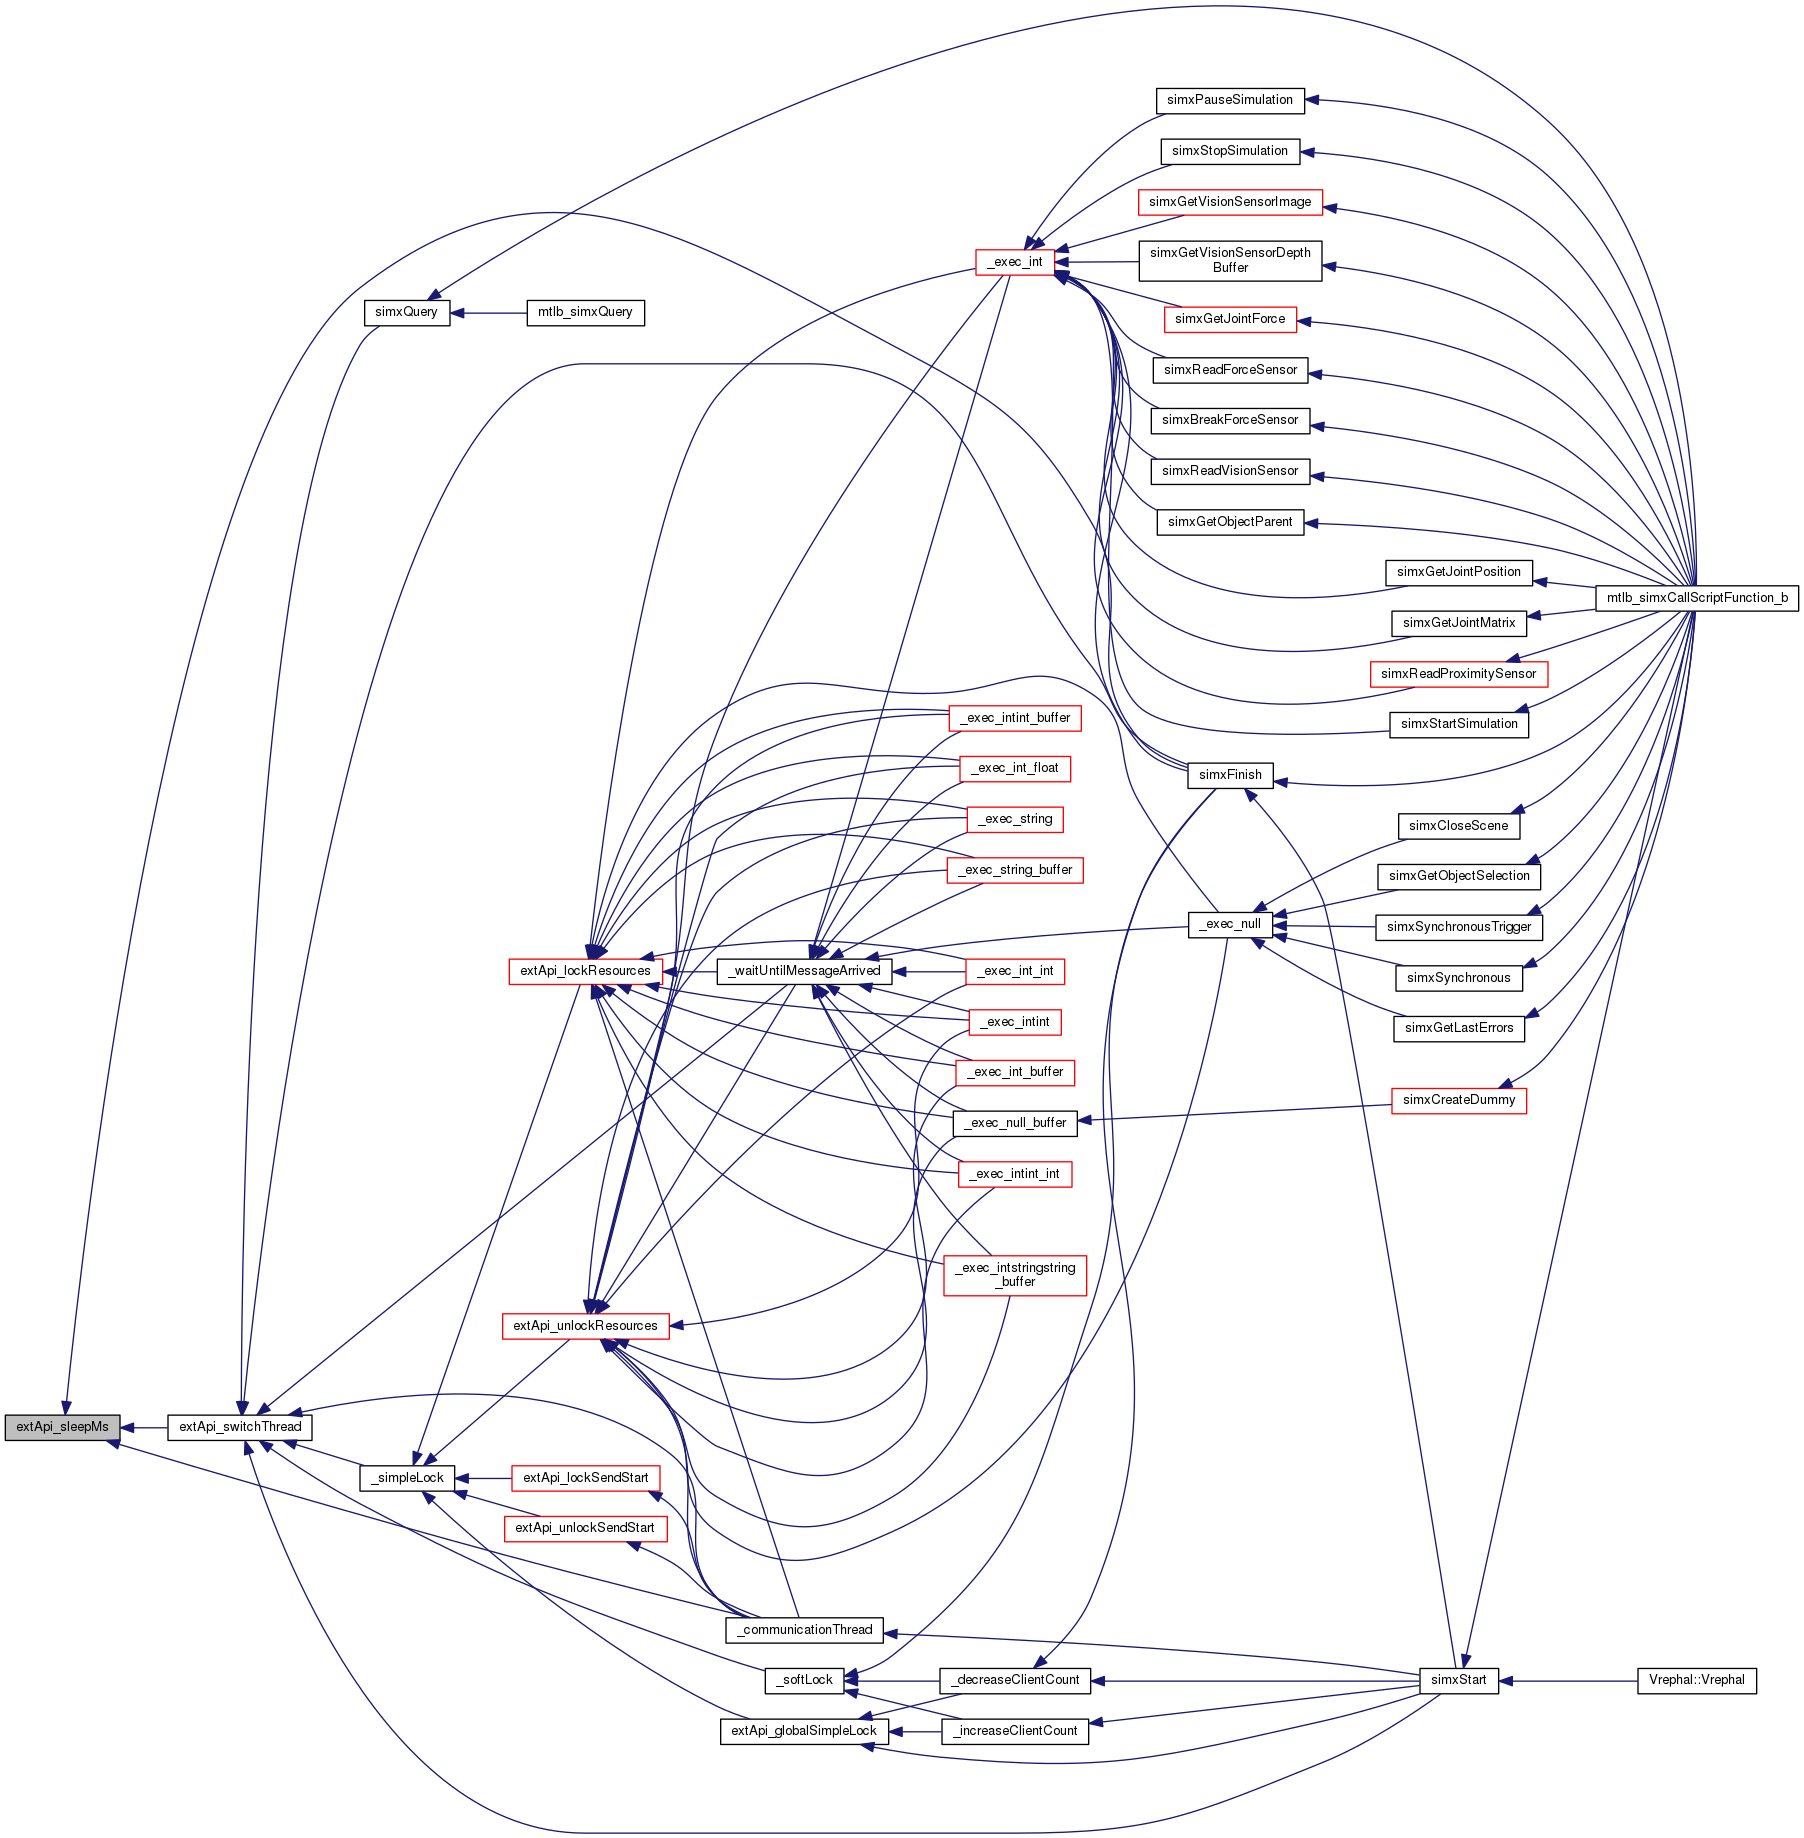 simxPauseSimulation
simxStopSimulation
simxGetVisionSensorImage
simxGetVisionSensorDepth
Buffer
_exec_int
simxQuery
mtlb_simxQuery
simxGetJointForce
simxReadForceSensor
simxBreakForceSensor
simxReadVisionSensor
simxGetObjectParent
simxGetJointPosition
mtlb_simxCallScriptFunction_b
simxGetJointMatrix
simxReadProximitySensor
simxStartSimulation
_exec_intint_buffer
_exec_int_float
simxFinish
_exec_string
simxCloseScene
_exec_string_buffer
simxGetObjectSelection
_exec_null
simxSynchronousTrigger
extApi_lockResources
_waitUntilMessageArrived
_exec_int_int
simxSynchronous
_exec_intint
simxGetLastErrors
_exec_int_buffer
simxCreateDummy
_exec_null_buffer
_exec_intint_int
_exec_intstringstring
_buffer
extApi_unlockResources
extApi_sleepMs
extApi_switchThread
_simpleLock
extApi_lockSendStart
extApi_unlockSendStart
_communicationThread
_softLock
_decreaseClientCount
simxStart
Vrephal::Vrephal
extApi_globalSimpleLock
_increaseClientCount